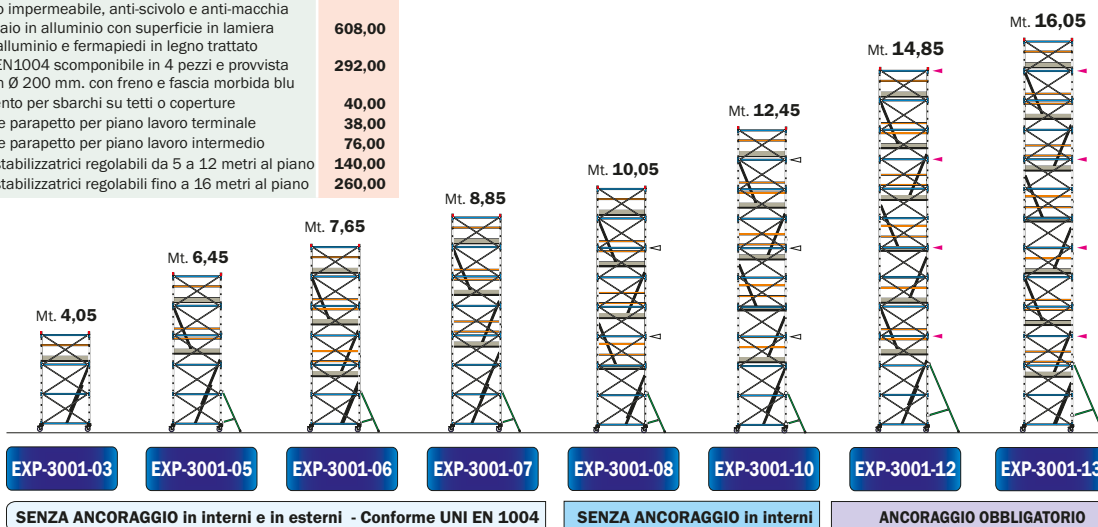 o impermeabile, anti-scivolo e anti-macchia
aio in alluminio con superficie in lamiera 608,00
alluminio e fermapiedi in legno trattato
EN1004 scomponibile in 4 pezzi e provvista 292,00
n Ø 200 mm. con freno e fascia morbida blu
ento per sbarchi su tetti o coperture 40,00
e parapetto per piano lavoro terminale 38,00
e parapetto per piano lavoro intermedio 76,00
stabilizzatrici regolabili da 5 a 12 metri al piano 140,00
stabilizzatrici regolabili fino a 16 metri al piano 260,00
Mt. 4,05
Mt. 6,45
Mt. 7,65
Mt. 8,85
Mt. 10,05
Mt. 12,45
Mt. 14,85
Mt. 16,05
EXP-3001-03
EXP-3001-05
EXP-3001-06
EXP-3001-07
EXP-3001-08
EXP-3001-10
EXP-3001-12
EXP-3001-13
SENZA ANCORAGGIO in interni e in esterni - Conforme UNI EN 1004
SENZA ANCORAGGIO in interni
ANCORAGGIO OBBLIGATORIO